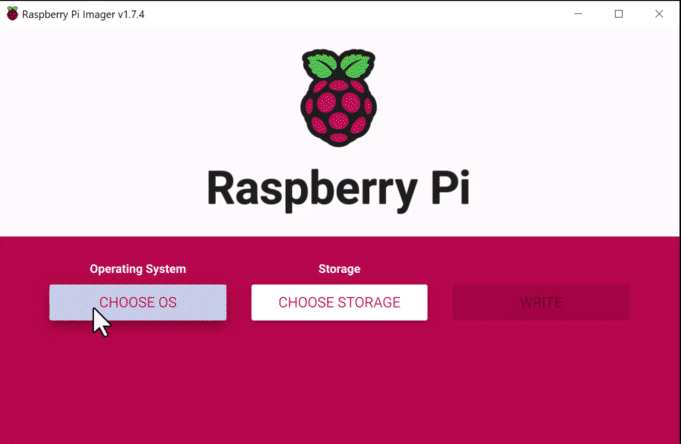 Raspberry Pi Imager v1.7.4
Raspberry Pi
Operating System
Storage
CHOOSE OS
CHOOSE STORAGE
WRITE